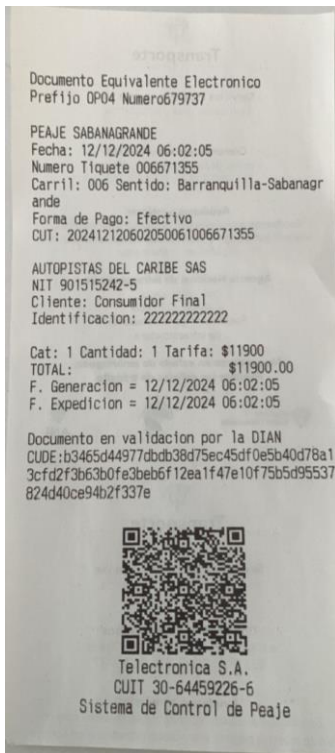 Documento Equivalente Electronico
Prefijo OP04 Numero679737
PEAJE SABANAGRANDE
Fecha: 12/12/2024 06:02:05
Numero Tiquete 006671355
Carril: 006 Sentido: Barranquilla-Sabanagr
ande
Forma de Pago: Efectivo
CUT: 202412120602050061006671355
AUTOPISTAS DEL CARIBE SAS
NIT 901515242-5
Cliente: Consumidor Final
Identificacion: 222222222222
Cat: 1 Cantidad: 1 Tarifa: $11900
TOTAL: $11900.00
F. Generacion = 12/12/2024 06:02:05
F. Expedicion = 12/12/2024 06:02:05
Documento en validacion por la DIAN
CUDE:b3465d44977dbdb38d75ec45df0e5b40d78a1
3cfd2f3b63b0fe3beb6f12ea1f47e10f75b5d95537
824d40ce94b2f337e
Telectronica S.A.
CUIT 30-64459226-6
Sistema de Control de Peaje